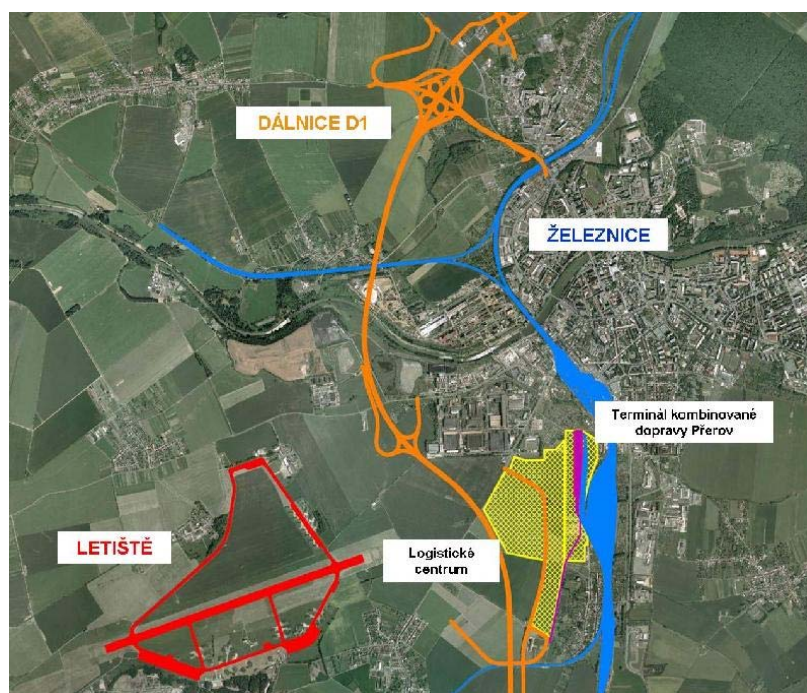 DÁLNICE D1
ŽELEZNICE
Terminál kombinované
dopravy Přerov
LETIŠTĚ
Logistické
centrum